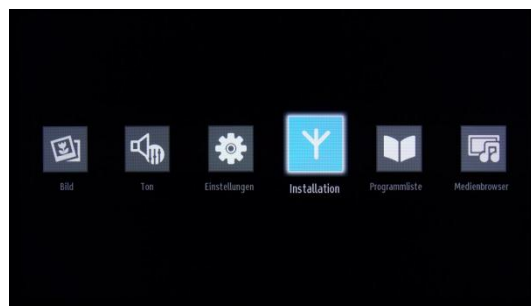 Bild
Ton
Einstellungen
Installation
Programmliste
Medienbrowser